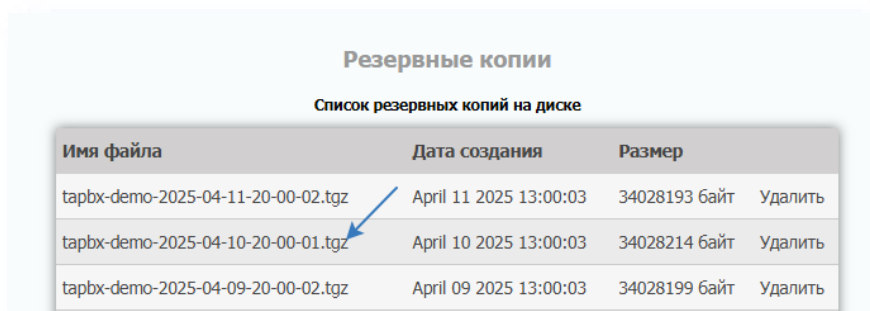 Резервные копии
Список резервных копий на диске
Имя файла Дата создания Размер
tapbx-demo-2025-04-11-20-00-02.tgz April 11 2025 13:00:03 34028193 байт Удалить
tapbx-demo-2025-04-10-20-00-01.tgz April 10 2025 13:00:03 34028214 байт Удалить
tapbx-demo-2025-04-09-20-00-02.tgz April 09 2025 13:00:03 34028199 байт Удалить